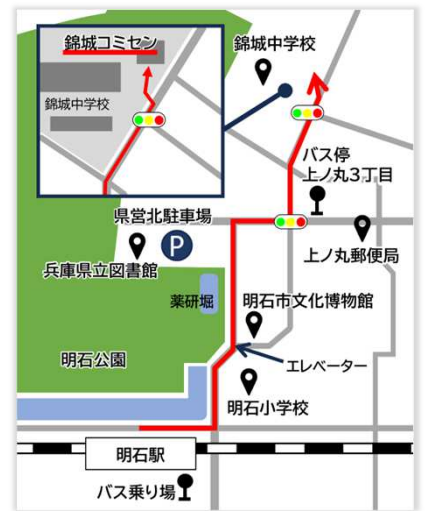 錦城コミセン
錦城中学校
錦城中学校
バス停
上ノ丸3丁目
県営北駐車場
P
兵庫県立図書館
上ノ丸郵便局
薬研堀
明石市文化博物館
明石公園
エレベーター
明石小学校
明石駅
バス乗り場